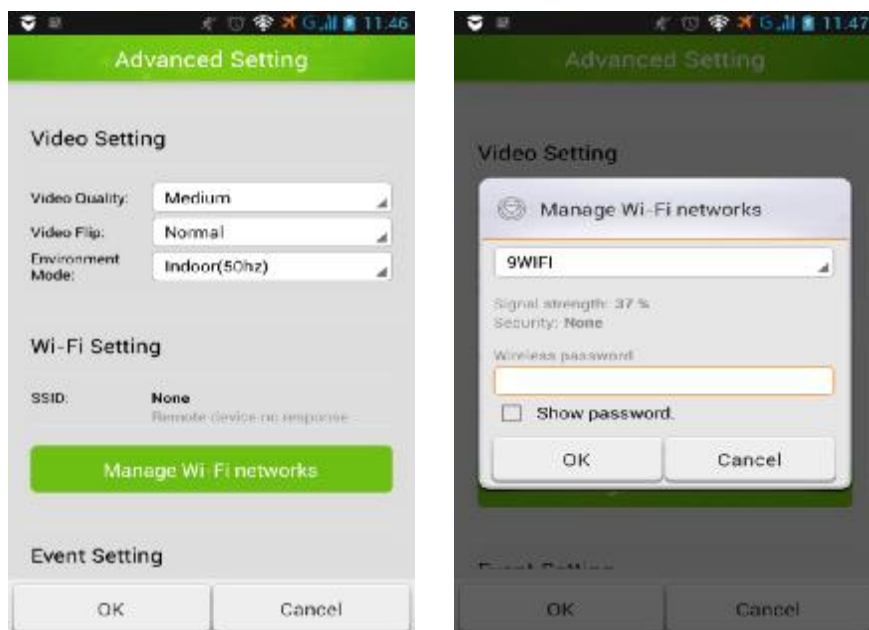 11.46
Advanced Setting
Video Setting
Video Quality: Medium
Video Flip: Normal
Environment
Mode: Indoor(50hz)
Wi-Fi Setting
SSID: None
Remote device no response
Manage Wi-Fi networks
Event Setting
OK Cancel
G 11.47
Advanced Setting
Video Setting
Manage Wi-Fi networks
9WIFI
Signal strength: 37 %
Security: None
Wireless password
Show password.
OK Cancel
Event Setting
OK Cancel